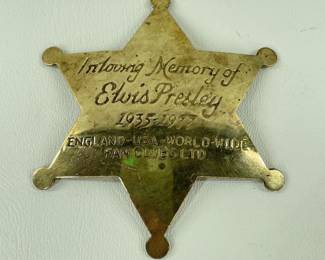 In loving Memory of
Elvis Presley
1935-1977
ENGLAND-USA-WORLD-WIDE
FAN CLUBS LTD